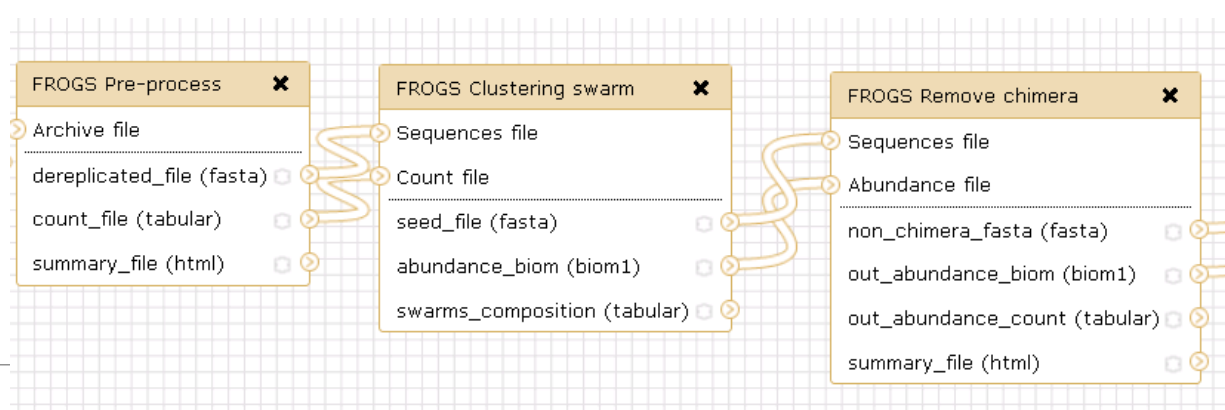 FROGS Pre-process
Archive file
dereplicated_file (fasta)
count_file (tabular)
summary_file (html)
FROGS Clustering swarm
Sequences file
Count file
seed_file (fasta)
abundance_biom (biom1)
swarms_composition (tabular)
FROGS Remove chimera
Sequences file
Abundance file
non_chimera_fasta (fasta)
out_abundance_biom (biom1)
out_abundance_count (tabular)
summary_file (html)